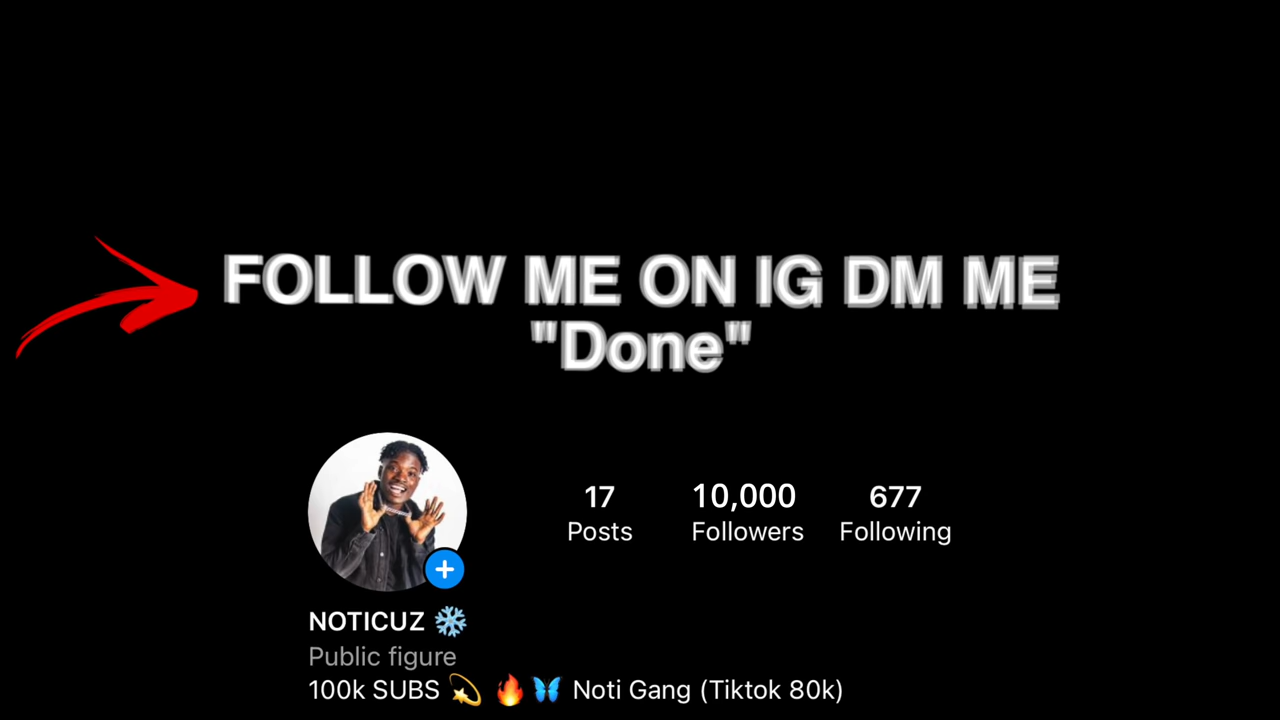 FOLLOW ME ON IG DM ME
"Done"
17 10,000 677
Posts Followers Following
NOTICUZ ❄️
Public figure
100k SUBS 💫 🔥🦋 Noti Gang (Tiktok 80k)